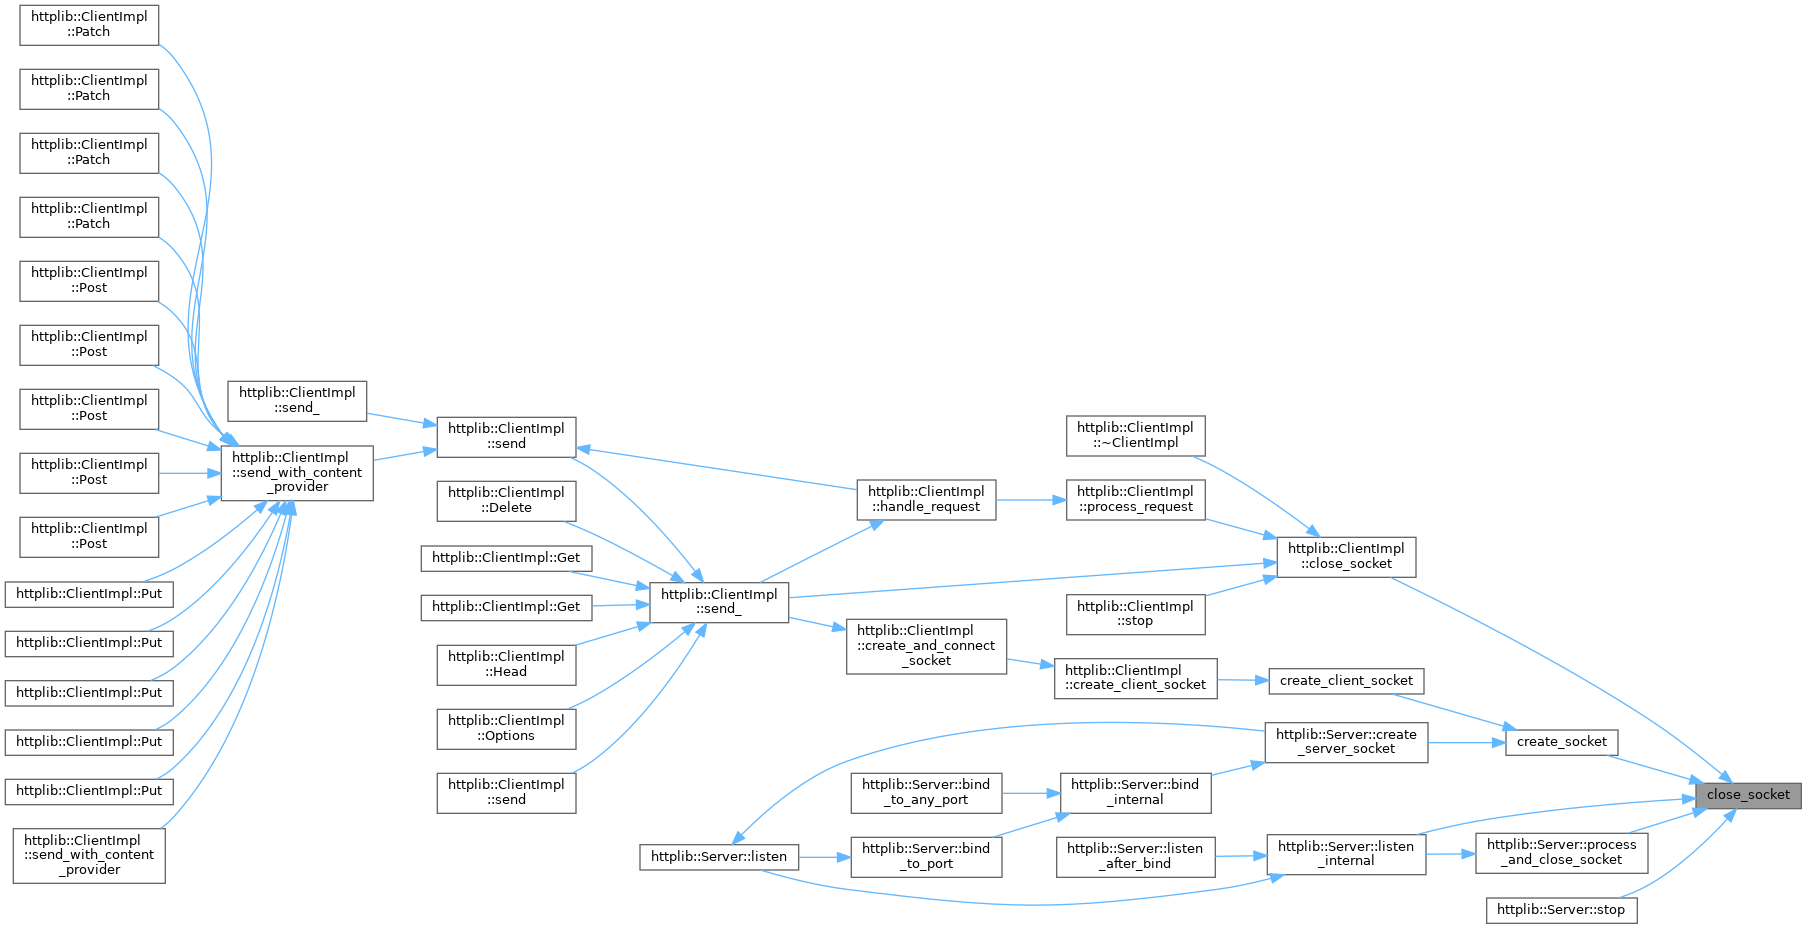 httplib::ClientImpl
::Patch
httplib::ClientImpl
::Patch
httplib::ClientImpl
::Patch
httplib::ClientImpl
::Patch
httplib::ClientImpl
::Post
httplib::ClientImpl
::Post
httplib::ClientImpl
::Post
httplib::ClientImpl
::Post
httplib::ClientImpl
::Post
httplib::ClientImpl::Put
httplib::ClientImpl::Put
httplib::ClientImpl::Put
httplib::ClientImpl::Put
httplib::ClientImpl::Put
httplib::ClientImpl
::send_with_content
_provider
httplib::ClientImpl
::send_
httplib::ClientImpl
::send_with_content
_provider
httplib::ClientImpl
::send
httplib::ClientImpl
::Delete
httplib::ClientImpl::Get
httplib::ClientImpl::Get
httplib::ClientImpl
::Head
httplib::ClientImpl
::Options
httplib::ClientImpl
::send
httplib::ClientImpl
::send_
httplib::Server::listen
httplib::ClientImpl
::handle_request
httplib::ClientImpl
::create_and_connect
_socket
httplib::Server::bind
_to_any_port
httplib::Server::bind
_to_port
httplib::ClientImpl
::~ClientImpl
httplib::ClientImpl
::process_request
httplib::ClientImpl
::stop
httplib::ClientImpl
::create_client_socket
httplib::Server::bind
_internal
httplib::Server::listen
_after_bind
httplib::ClientImpl
::close_socket
create_client_socket
httplib::Server::create
_server_socket
httplib::Server::listen
_internal
create_socket
httplib::Server::process
_and_close_socket
httplib::Server::stop
close_socket